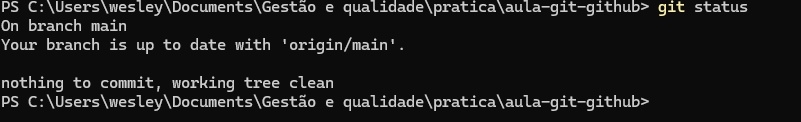 PS C:\Users\wesley\Documents\Gestão e qualidade\pratica\aula-git-github> git status
On branch main
Your branch is up to date with 'origin/main'.
nothing to commit, working tree clean
PS C:\Users\wesley\Documents\Gestão e qualidade\pratica\aula-git-github>